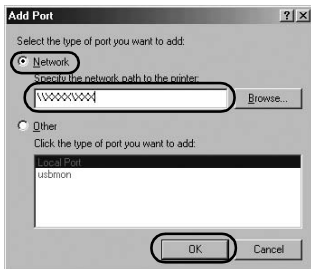 Add Port
Select the type of port you want to add:
Network
Specify the network path to the printer:
\\XXXX\XXX
Browse...
Other
Click the type of port you want to add:
Local Port
usbmon
OK
Cancel